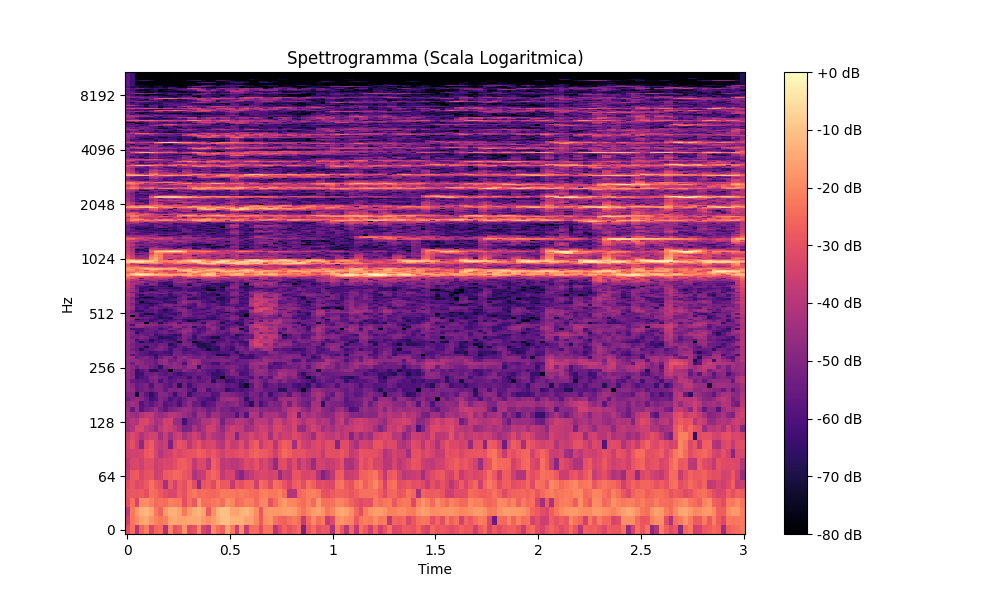 Spettrogramma (Scala Logaritmica)
8192
4096
2048
1024
512
256
128
64
0
Hz
0
0.5
1
1.5
2
2.5
3
Time
+0 dB
-10 dB
-20 dB
-30 dB
-40 dB
-50 dB
-60 dB
-70 dB
-80 dB